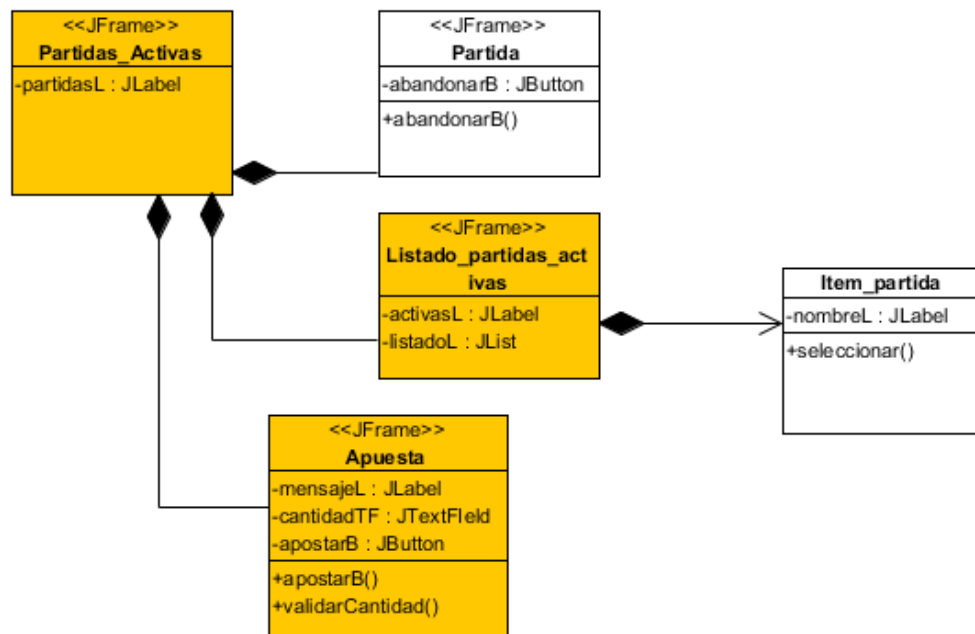 <<JFrame>>
Partidas_Activas
-partidasL : JLabel
<<JFrame>>
Partida
-abandonarB : JButton
+abandonarB()
<<JFrame>>
Listado_partidas_act
ivas
-activasL : JLabel
-listadoL : JList
Item_partida
-nombreL : JLabel
+seleccionar()
<<JFrame>>
Apuesta
-mensajeL : JLabel
-cantidadTF : JTextFIeld
-apostarB : JButton
+apostarB()
+validarCantidad()